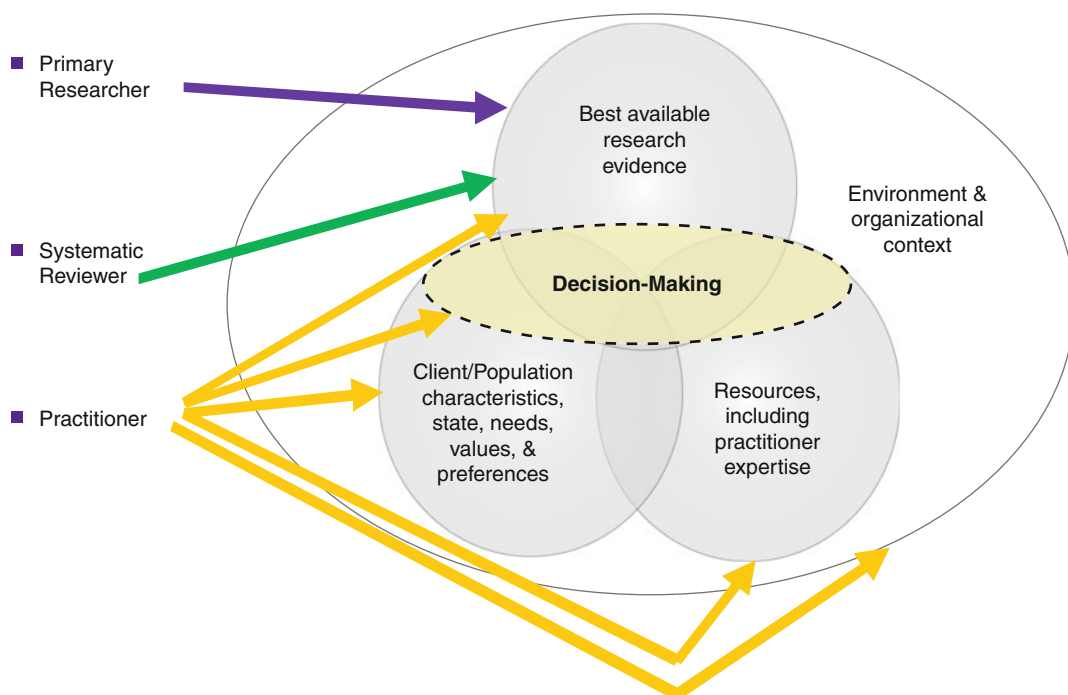 Primary
Researcher
Best available
research
evidence
Environment &
organizational
context
Systematic
Reviewer
Decision-Making
Client/Population
characteristics,
state, needs,
values, &
preferences
Resources,
including
practitioner
expertise
Practitioner